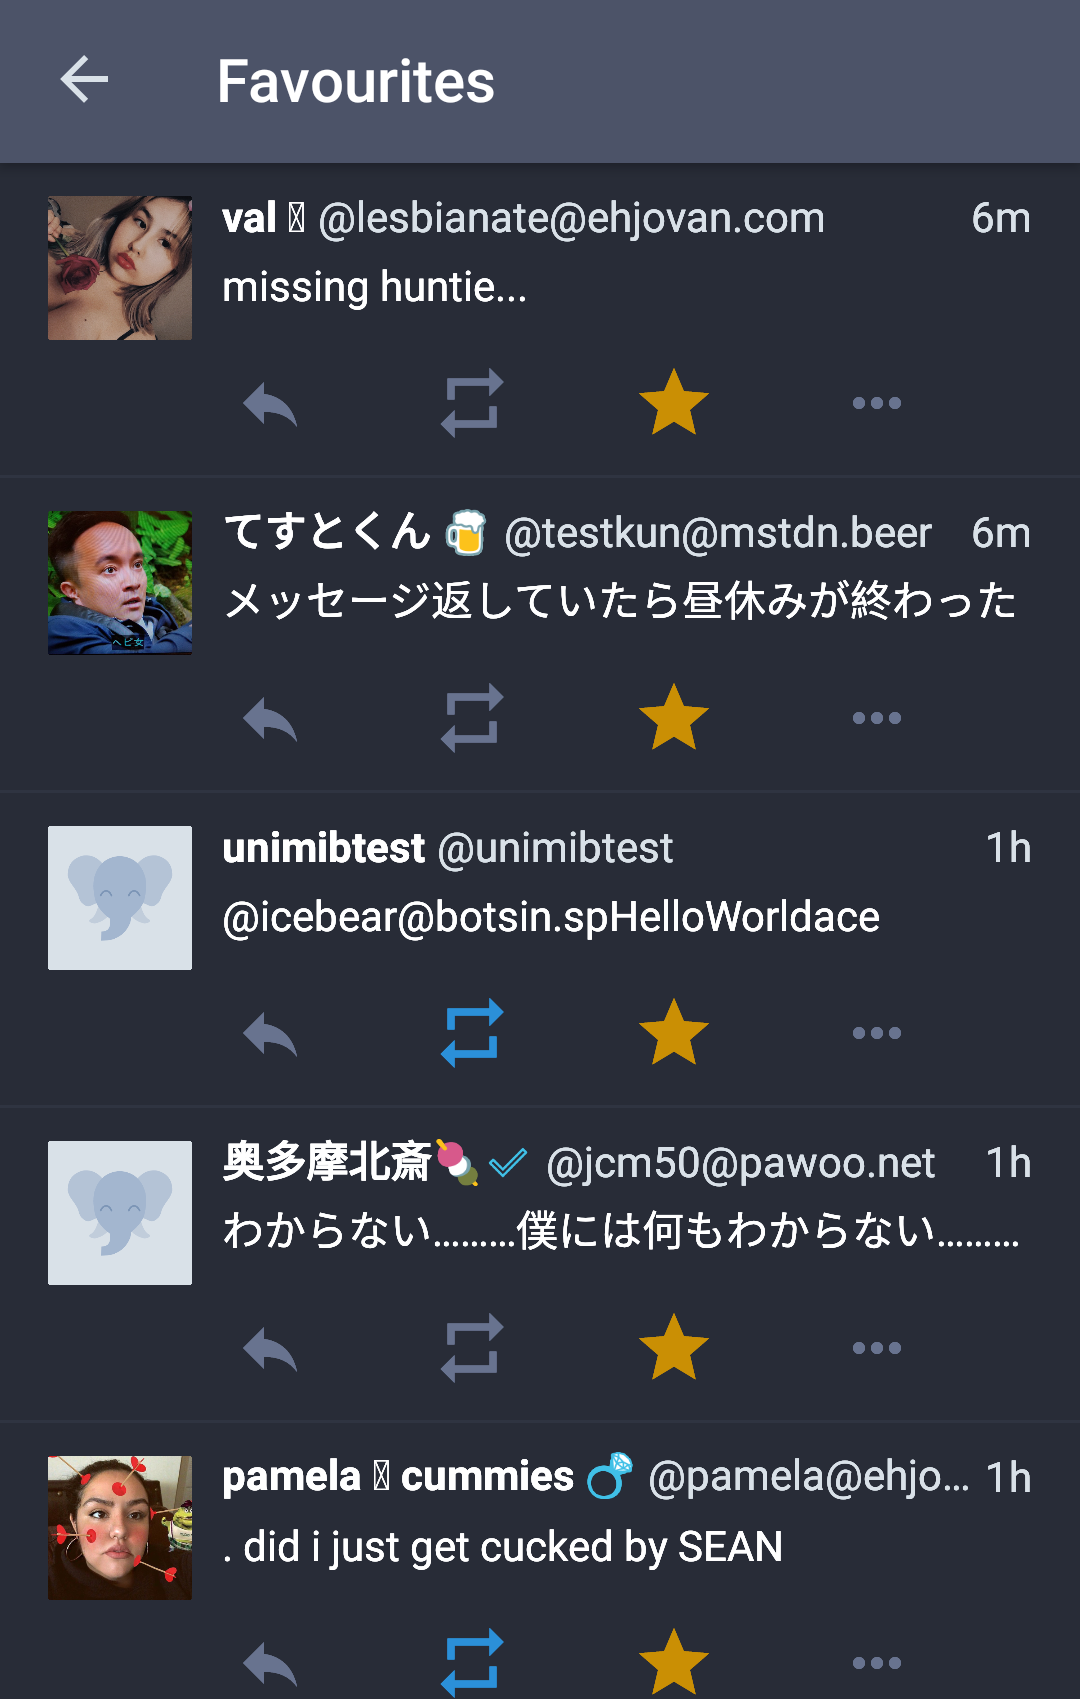 Favourites
val @lesbianate@ehjovan.com 6m
missing huntie...
てすとくん 🍺 @testkun@mstdn.beer 6m
メッセージ返していたら昼休みが終わった
ヘビ女
unimibtest @unimibtest 1h
@icebear@botsin.spHelloWorldace
奥多摩北斎🍡✅ @jcm50@pawoo.net 1h
わからない………僕には何もわからない………
pamela cummies 💍 @pamela@ehjo... 1h
. did i just get cucked by SEAN